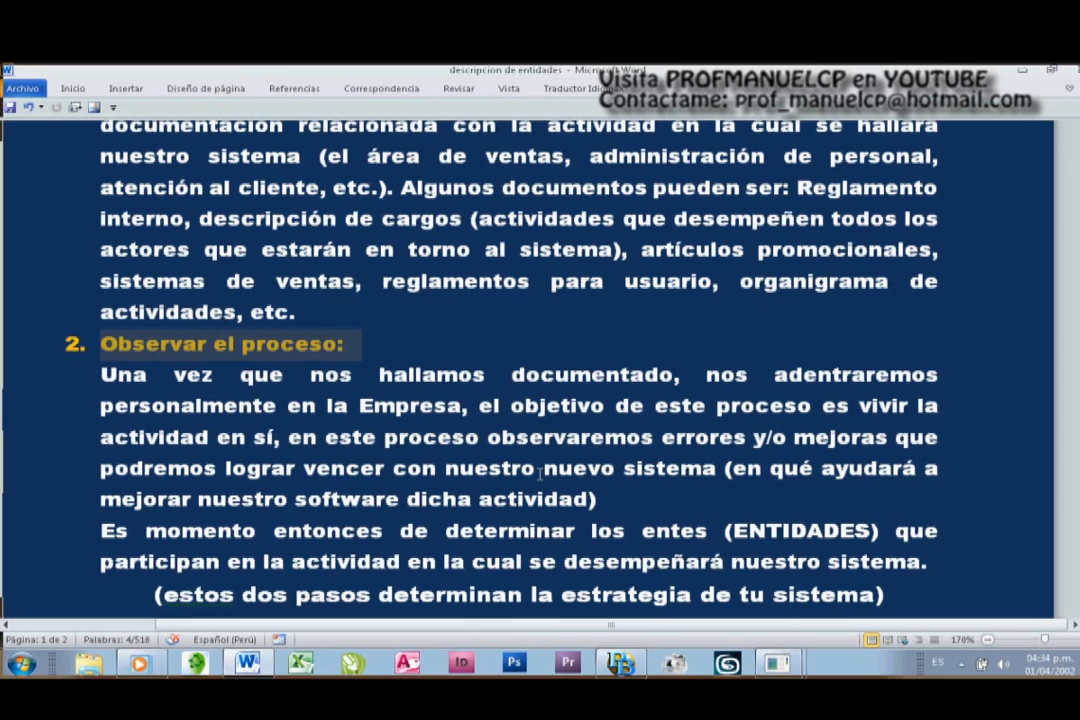 descripcion de entidades - Microsoft Word
Visita PROFMANUELCP en YOUTUBE
Contactame: prof_manuelcp@hotmail.com
Archivo Inicio Insertar Diseño de página Referencias Correspondencia Revisar Vista Traductor
documentación relacionada con la actividad en la cual se hallará
nuestro sistema (el área de ventas, administración de personal,
atención al cliente, etc.). Algunos documentos pueden ser: Reglamento
interno, descripción de cargos (actividades que desempeñen todos los
actores que estarán en torno al sistema), artículos promocionales,
sistemas de ventas, reglamentos para usuario, organigrama de
actividades, etc.
2. Observar el proceso:
Una vez que nos hallamos documentado, nos adentraremos
personalmente en la Empresa, el objetivo de este proceso es vivir la
actividad en sí, en este proceso observaremos errores y/o mejoras que
podremos lograr vencer con nuestro nuevo sistema (en qué ayudará a
mejorar nuestro software dicha actividad)
Es momento entonces de determinar los entes (ENTIDADES) que
participan en la actividad en la cual se desempeñará nuestro sistema.
(estos dos pasos determinan la estrategia de tu sistema)
Página: 1 de 2 Palabras: 4/518 Español (Perú) 170%
ES 04:34 p.m.
01/04/2002